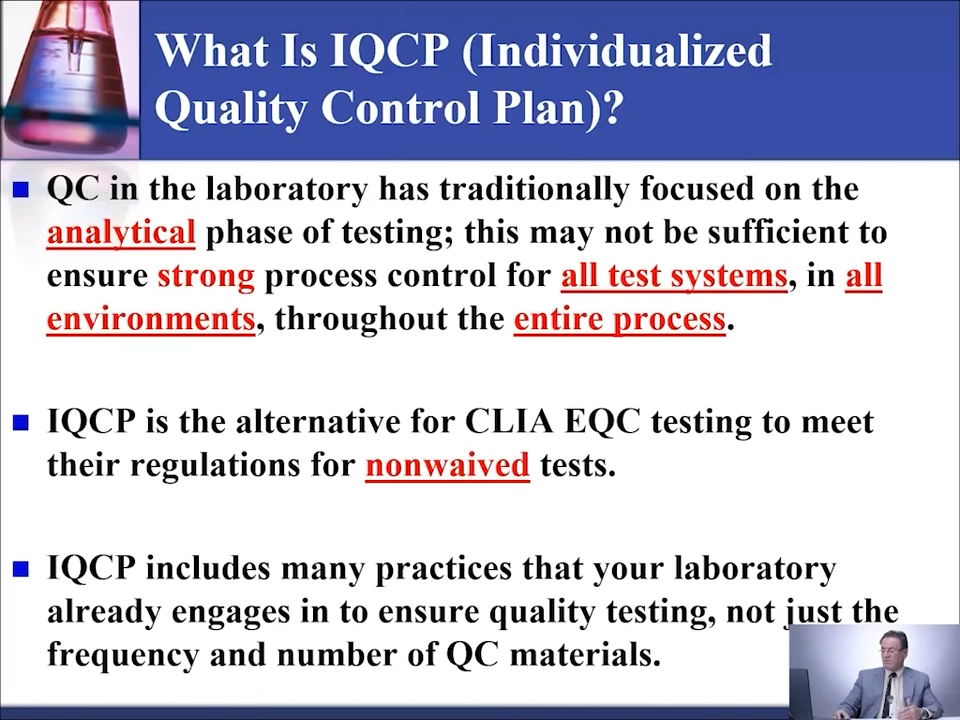 What Is IQCP (Individualized
Quality Control Plan)?
QC in the laboratory has traditionally focused on the
analytical phase of testing; this may not be sufficient to
ensure strong process control for all test systems, in all
environments, throughout the entire process.
IQCP is the alternative for CLIA EQC testing to meet
their regulations for nonwaived tests.
IQCP includes many practices that your laboratory
already engages in to ensure quality testing, not just the
frequency and number of QC materials.